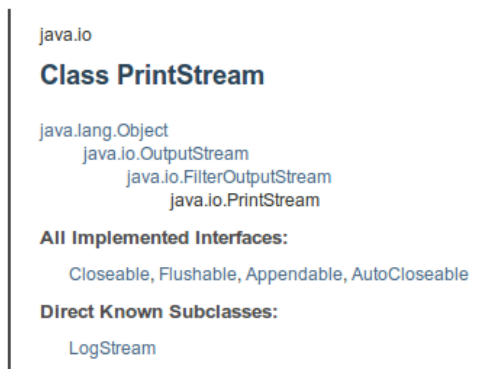 java.io
Class PrintStream
java.lang.Object
java.io.OutputStream
java.io.FilterOutputStream
java.io.PrintStream
All Implemented Interfaces:
Closeable, Flushable, Appendable, AutoCloseable
Direct Known Subclasses:
LogStream